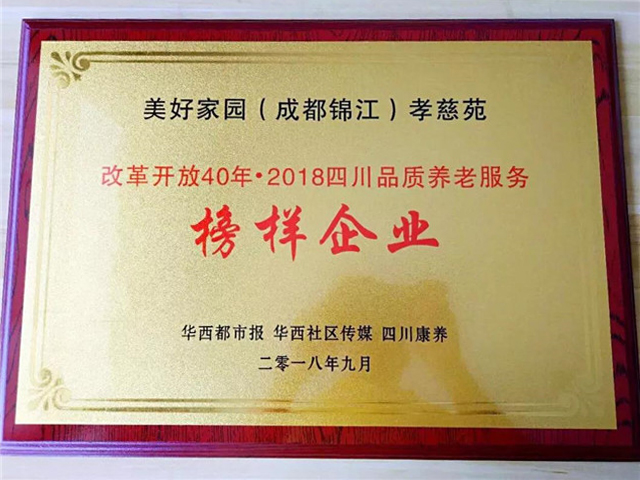 美好家园（成都锦江）孝慈苑
改革开放40年·2018四川品质养老服务
榜样企业
华西都市报 华西社区传媒 四川康养
二零一八年九月